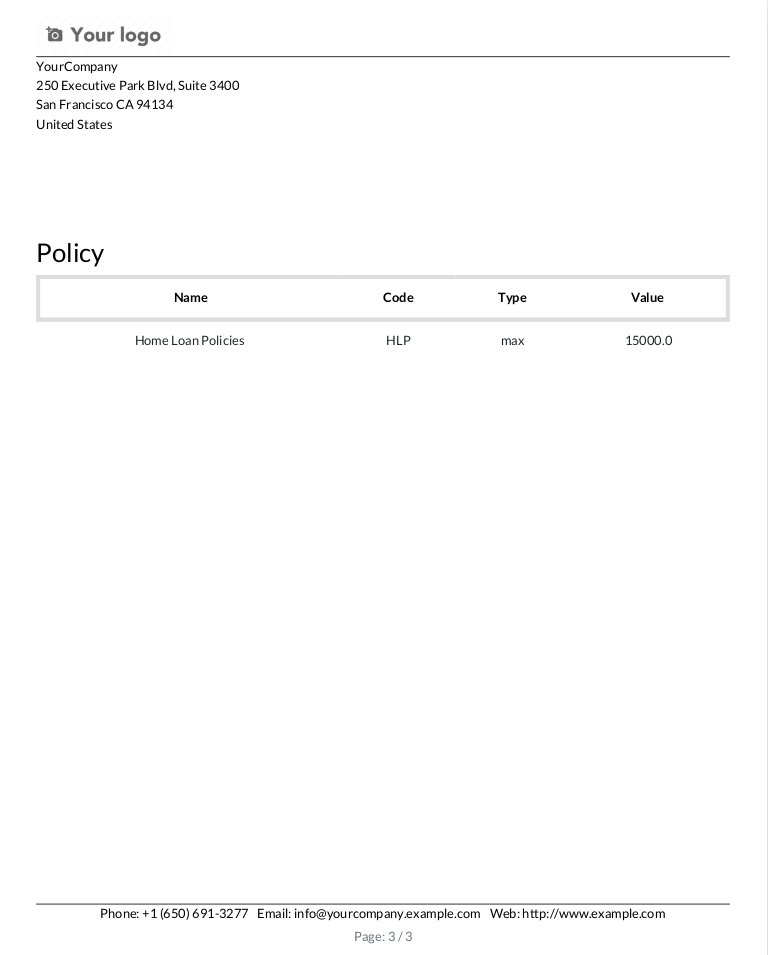 Your logo
YourCompany
250 Executive Park Blvd, Suite 3400
San Francisco CA 94134
United States
Policy
Name Code Type Value
Home Loan Policies HLP max 15000.0
Phone: +1 (650) 691-3277 Email: info@yourcompany.example.com Web: http://www.example.com
Page: 3 / 3